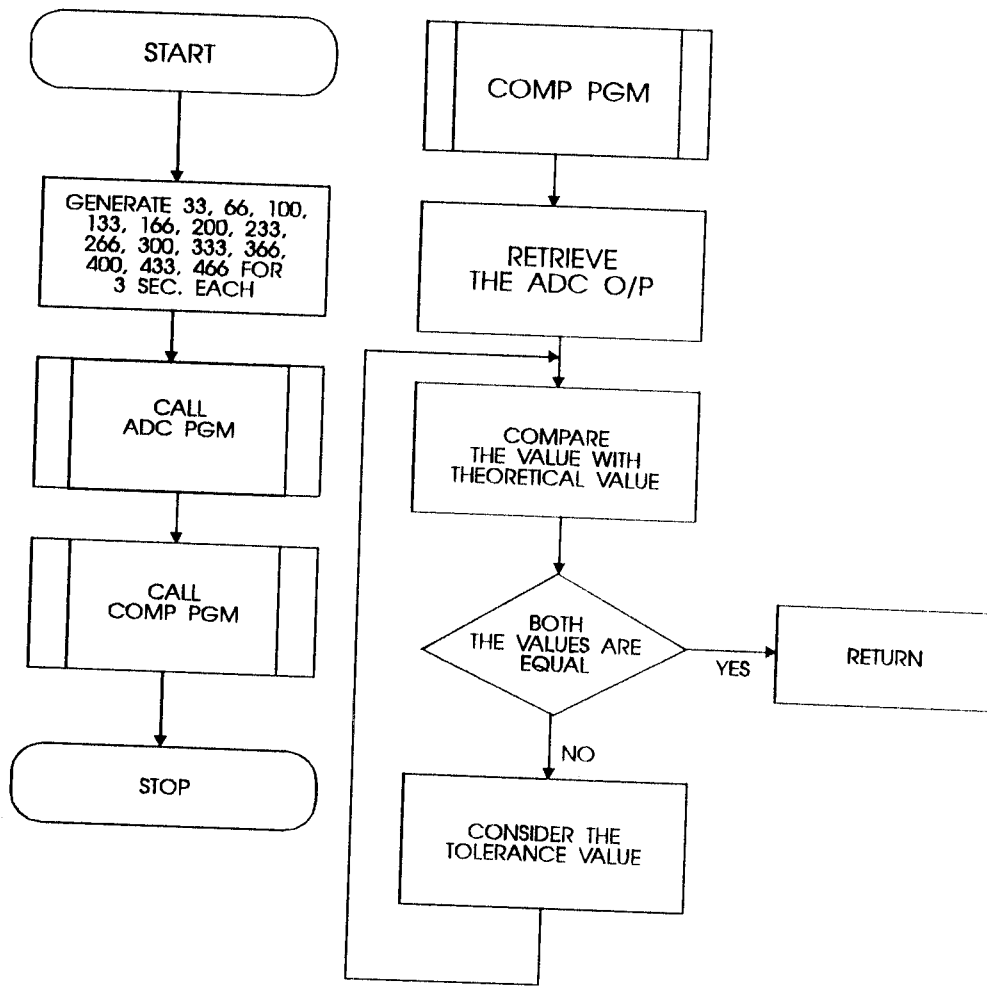 START
GENERATE 33, 66, 100,
133, 166, 200, 233,
266, 300, 333, 366,
400, 433, 466 FOR
3 SEC. EACH
CALL
ADC PGM
CALL
COMP PGM
STOP
COMP PGM
RETRIEVE
THE ADC O/P
COMPARE
THE VALUE WITH
THEORETICAL VALUE
BOTH
THE VALUES ARE
EQUAL
YES
RETURN
NO
CONSIDER THE
TOLERANCE VALUE